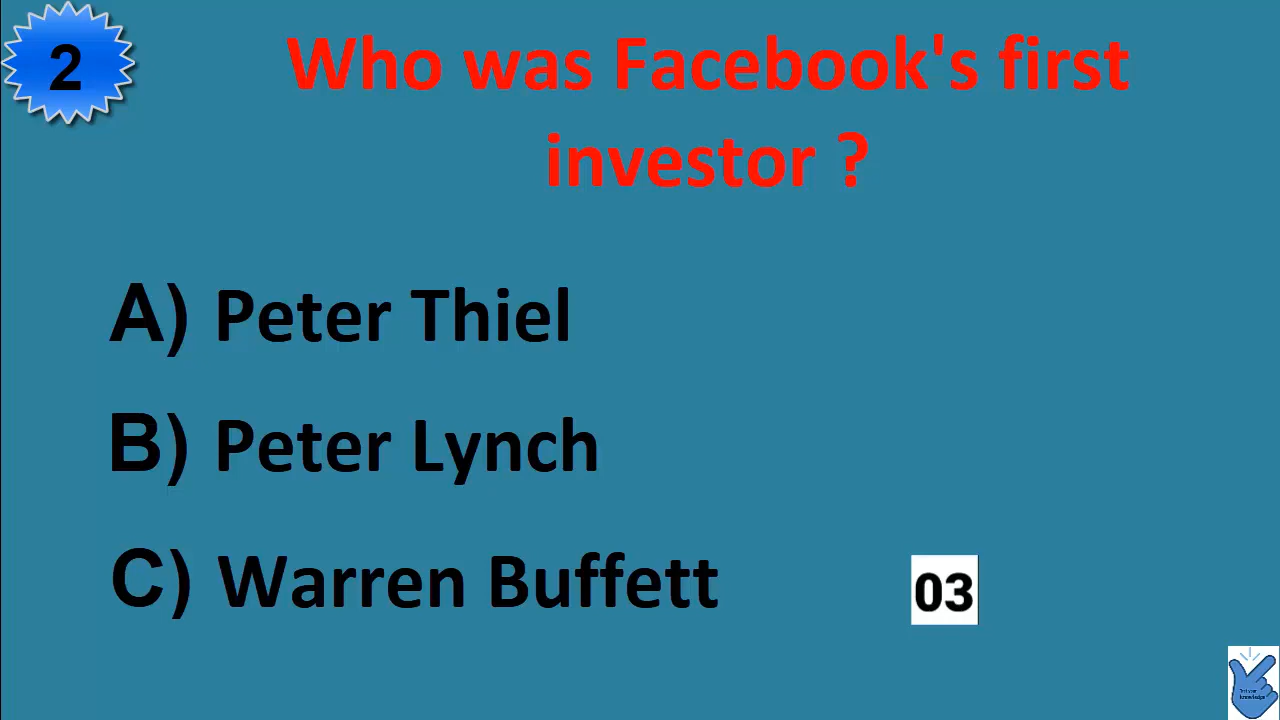 2
Who was Facebook's first
investor ?
A) Peter Thiel
B) Peter Lynch
C) Warren Buffett
03